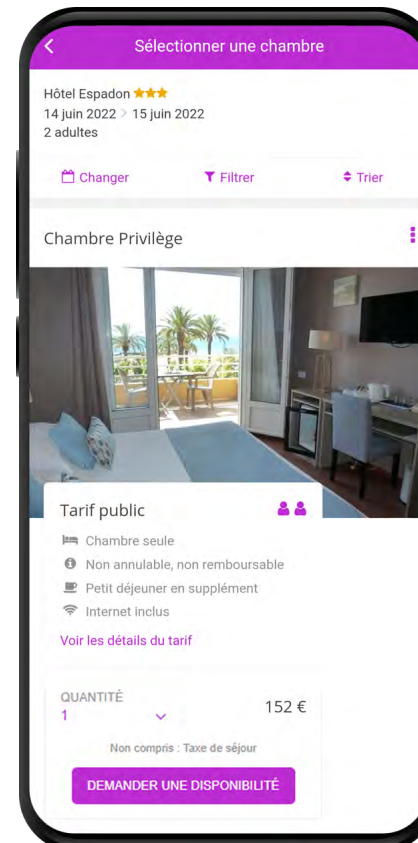 Sélectionner une chambre
Hôtel Espadon
14 juin 2022 > 15 juin 2022
2 adultes
Changer
Filtrer
Trier
Chambre Privilège
Tarif public
Chambre seule
Non annulable, non remboursable
Petit déjeuner en supplément
Internet inclus
Voir les détails du tarif
QUANTITÉ
1
152 €
Non compris : Taxe de séjour
DEMANDER UNE DISPONIBILITÉ